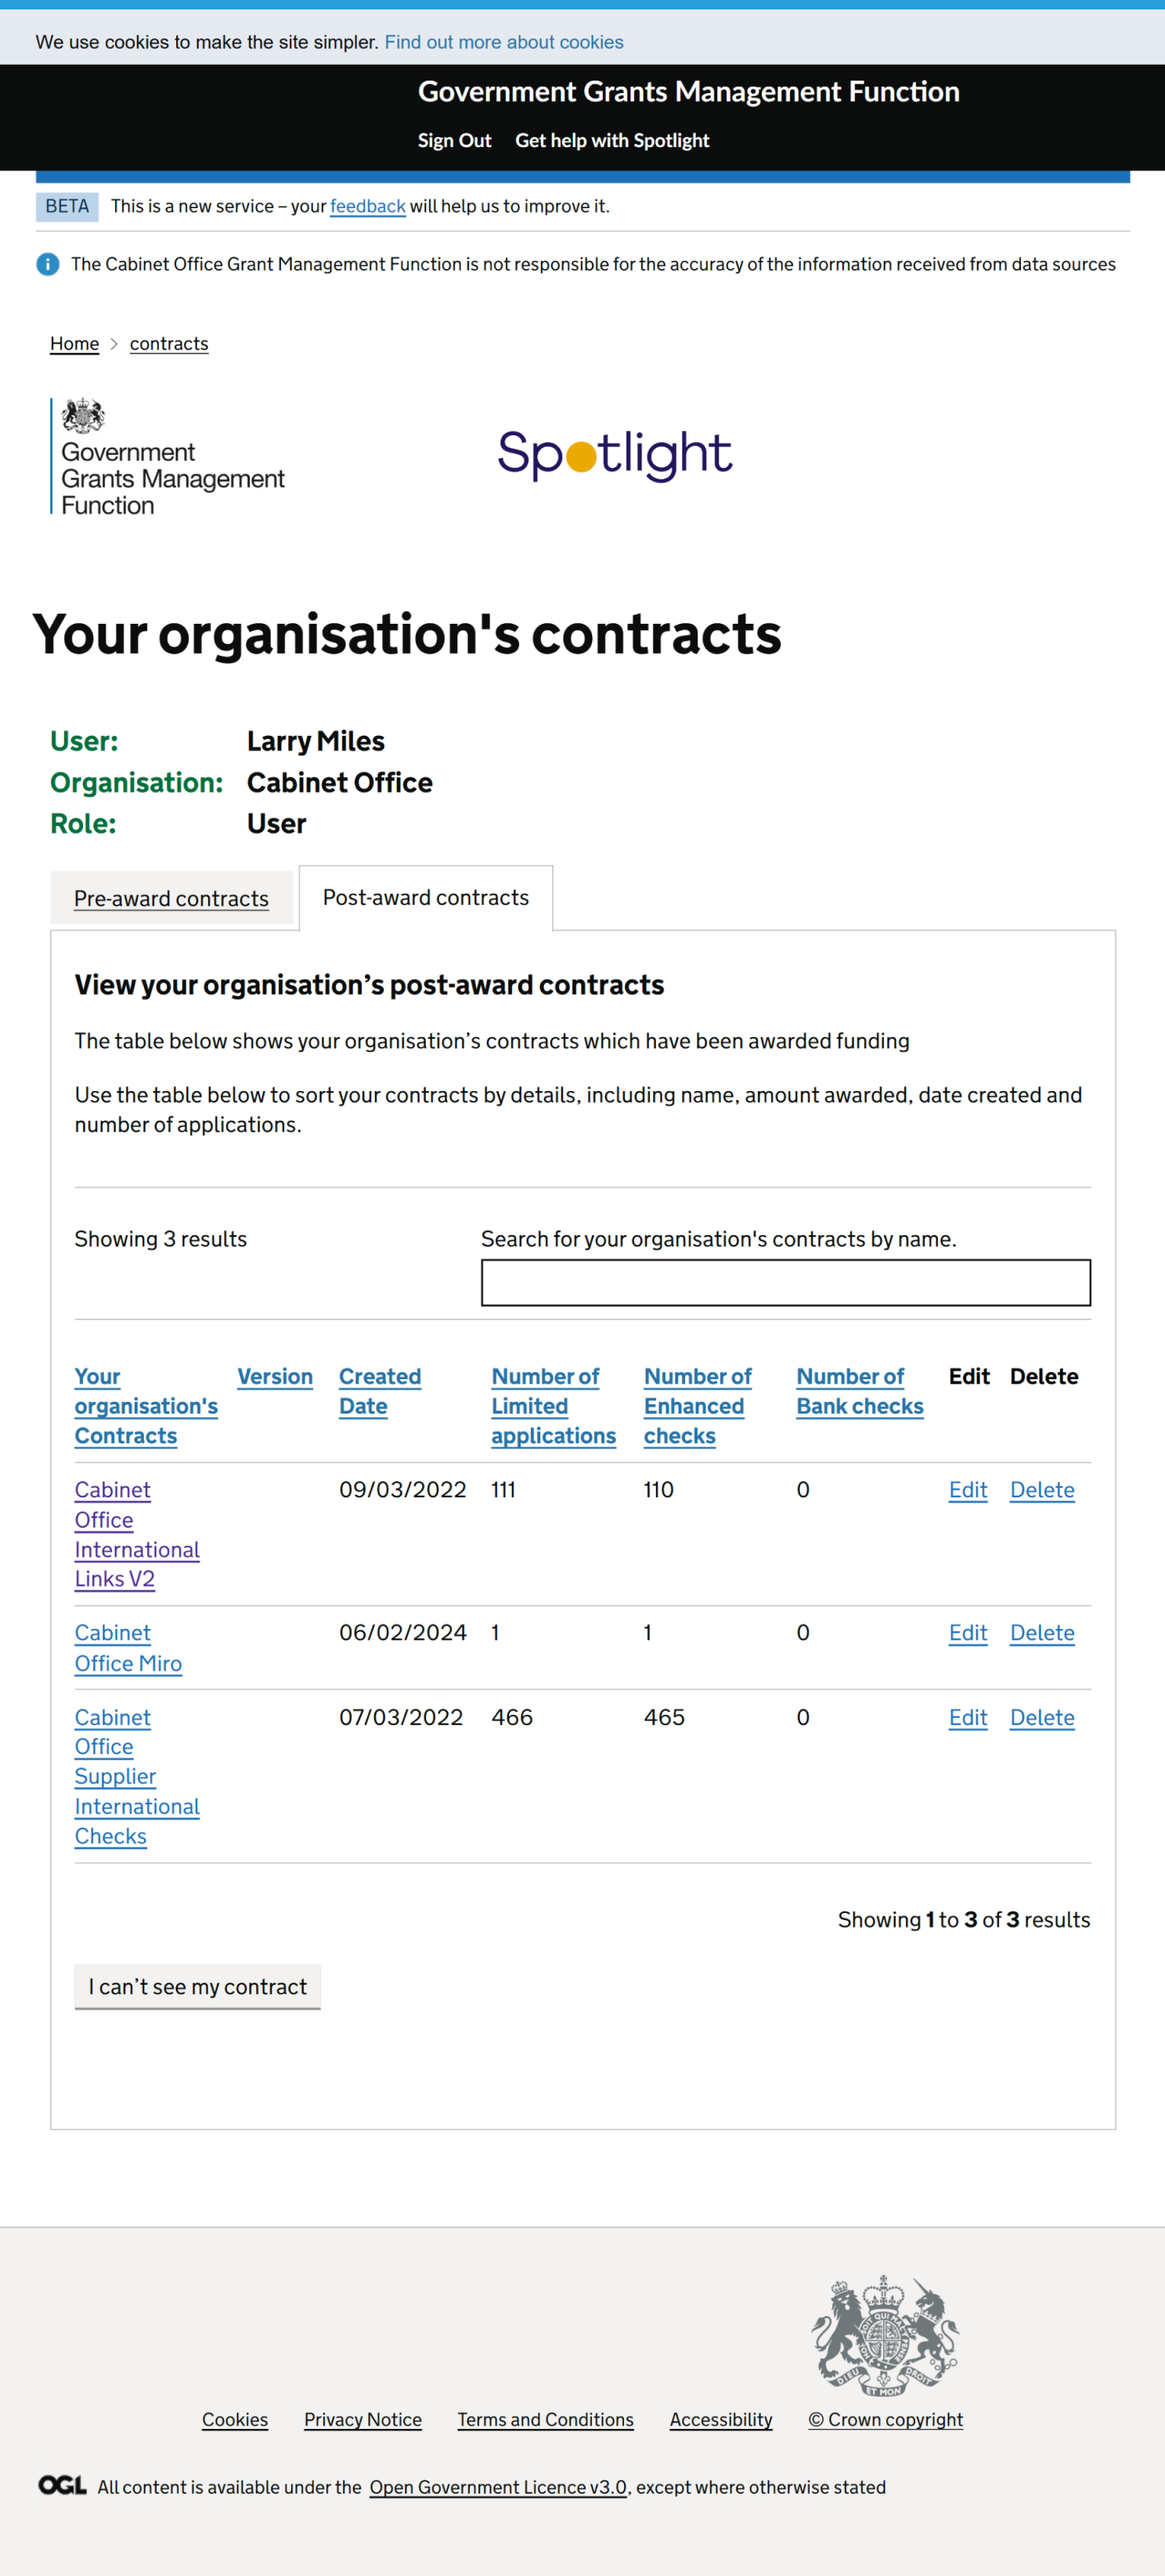 We use cookies to make the site simpler. Find out more about cookies
Government Grants Management Function
Sign Out Get help with Spotlight
BETA This is a new service – your feedback will help us to improve it.
i The Cabinet Office Grant Management Function is not responsible for the accuracy of the information received from data sources
Home > contracts
Government
Grants Management
Function
Spotlight
Your organisation's contracts
User: Larry Miles
Organisation: Cabinet Office
Role: User
Pre-award contracts Post-award contracts
View your organisation’s post-award contracts
The table below shows your organisation’s contracts which have been awarded funding
Use the table below to sort your contracts by details, including name, amount awarded, date created and
number of applications.
Showing 3 results Search for your organisation's contracts by name.
Your Version Created Number of Number of Number of Edit Delete
organisation's Date Limited Enhanced Bank checks
Contracts applications checks
Cabinet 09/03/2022 111 110 0 Edit Delete
Office
International
Links V2
Cabinet 06/02/2024 1 1 0 Edit Delete
Office Miro
Cabinet 07/03/2022 466 465 0 Edit Delete
Office
Supplier
International
Checks
Showing 1 to 3 of 3 results
I can’t see my contract
DIEU ET MON DROIT
Cookies Privacy Notice Terms and Conditions Accessibility © Crown copyright
OGL All content is available under the Open Government Licence v3.0, except where otherwise stated